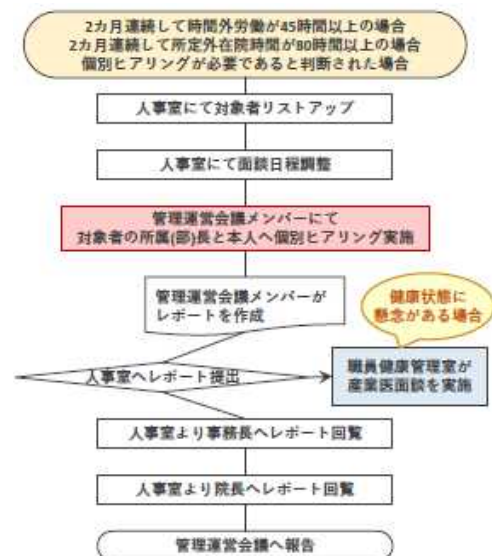 2カ月連続して時間外労働が45時間以上の場合
2カ月連続して所定外在院時間が80時間以上の場合
個別ヒアリングが必要であると判断された場合
人事室にて対象者リストアップ
人事室にて面談日程調整
管理運営会議メンバーにて
対象者の所属(部)長と本人へ個別ヒアリング実施
管理運営会議メンバーが
レポートを作成
健康状態に
懸念がある場合
人事室へレポート提出
職員健康管理室が
産業医面談を実施
人事室より事務長へレポート回覧
人事室より院長へレポート回覧
管理運営会議へ報告